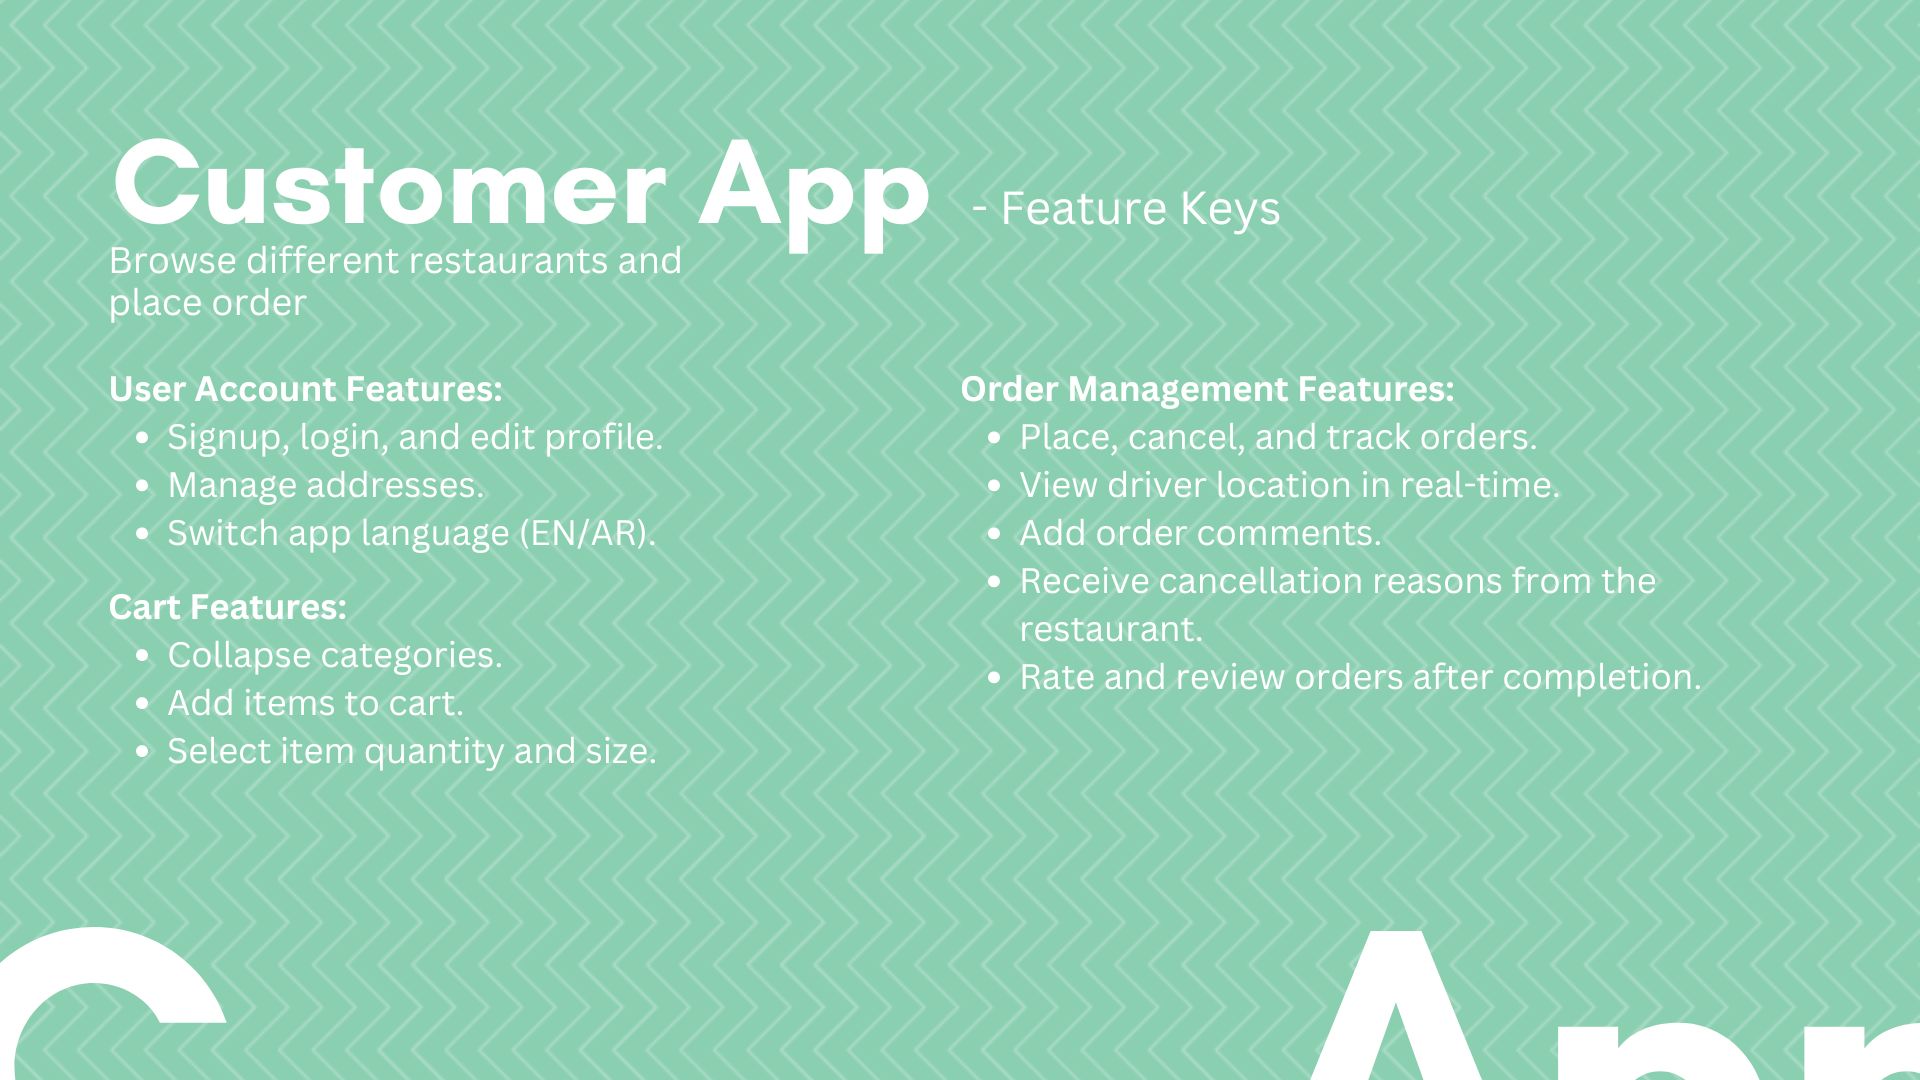 Customer App - Feature Keys
Browse different restaurants and
place order
User Account Features:
Signup, login, and edit profile.
Manage addresses.
Switch app language (EN/AR).
Cart Features:
Collapse categories.
Add items to cart.
Select item quantity and size.
Order Management Features:
Place, cancel, and track orders.
View driver location in real-time.
Add order comments.
Receive cancellation reasons from the
restaurant.
Rate and review orders after completion.
C App